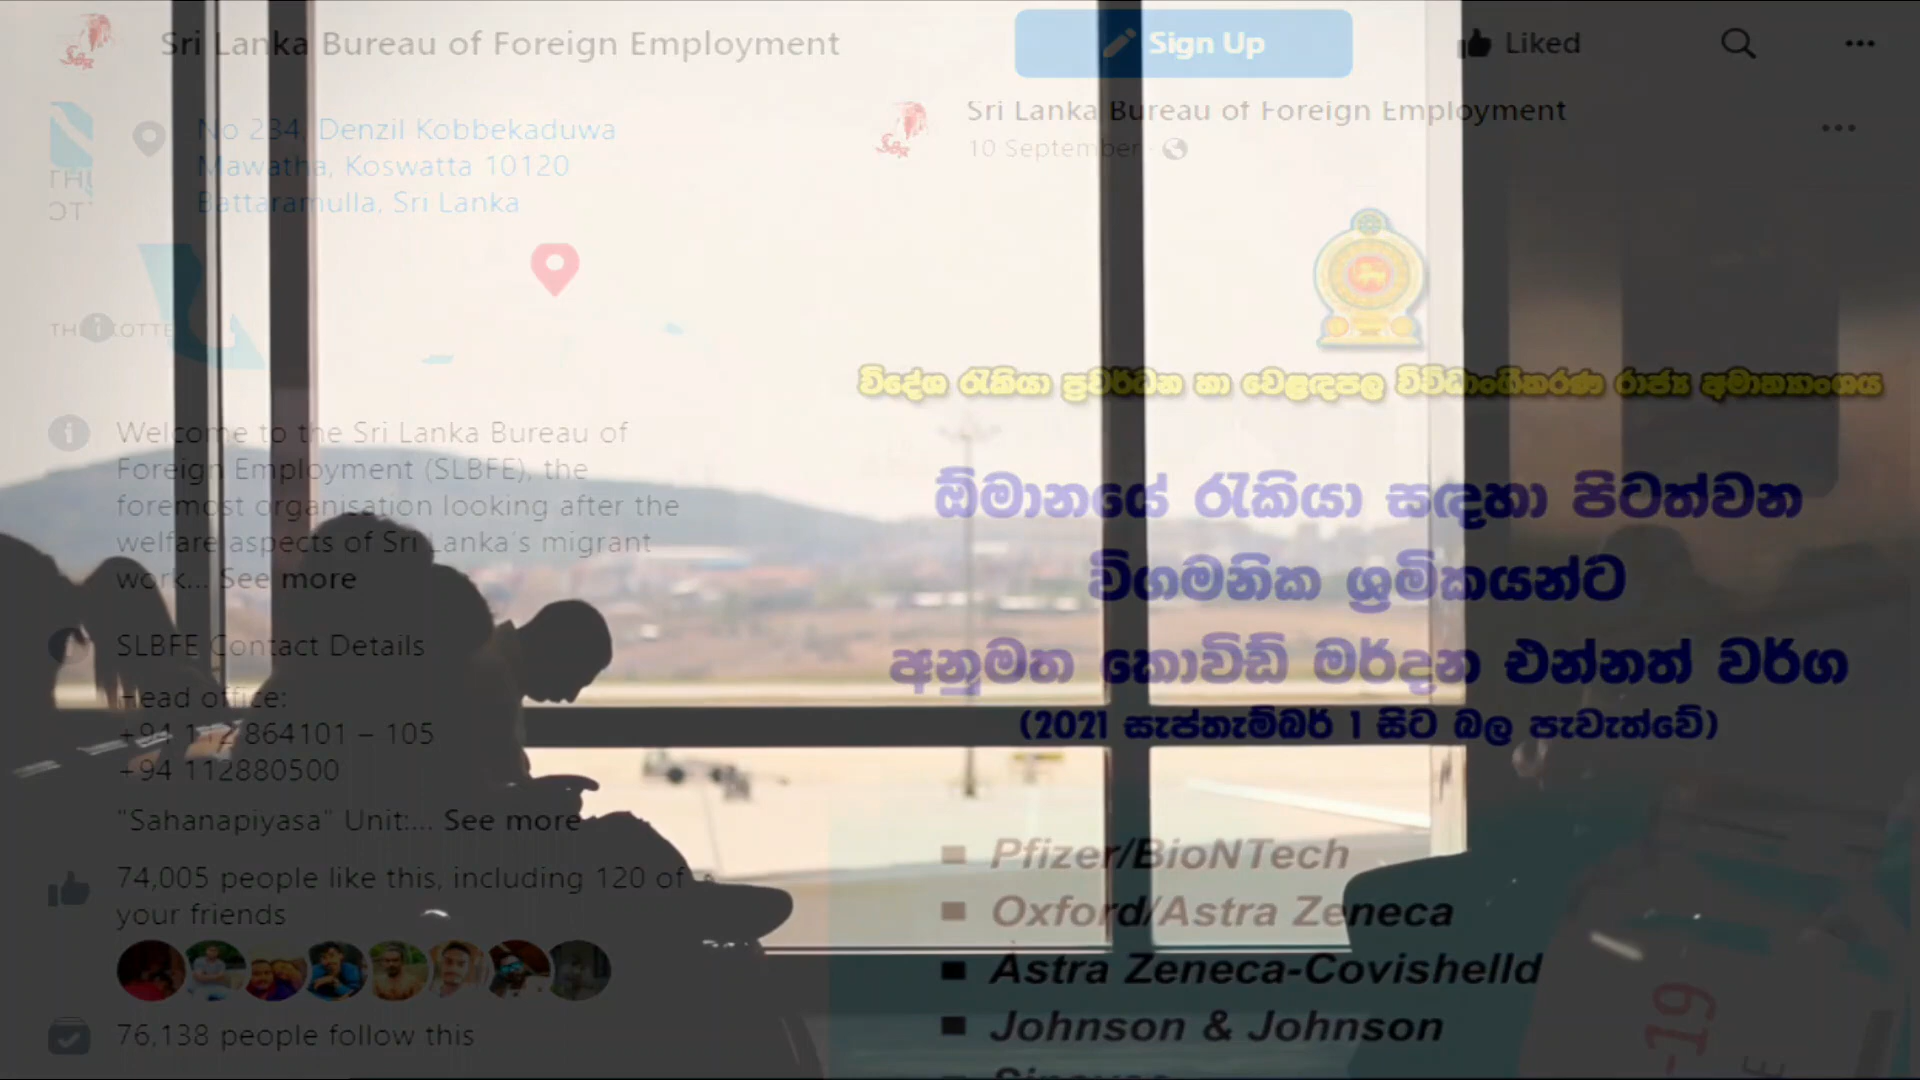 Sri Lanka Bureau of Foreign Employment
Sign Up
Liked
No 234, Denzil Kobbekaduwa
Mawatha, Koswatta 10120
Battaramulla, Sri Lanka
Welcome to the Sri Lanka Bureau of
Foreign Employment (SLBFE), the
foremost organisation looking after the
welfare aspects of Sri Lanka's migrant
work... See more
SLBFE Contact Details
Head office:
+94 112 864101 – 105
+94 112880500
"Sahanapiyasa" Unit:... See more
74,005 people like this, including 120 of
your friends
76,138 people follow this
Sri Lanka Bureau of Foreign Employment
10 September
විදේශ රැකියා ප්‍රවර්ධන හා වෙළඳපල විවිධාංගීකරණ රාජ්‍ය අමාත්‍යාංශය
ඕමානයේ රැකියා සඳහා පිටත්වන
විගමනික ශ්‍රමිකයන්ට
අනුමත කොවිඩ් මර්දන එන්නත් වර්ග
(2021 සැප්තැම්බර් 1 සිට බල පැවැත්වේ)
Pfizer/BioNTech
Oxford/Astra Zeneca
Astra Zeneca-Covishelld
Johnson & Johnson
-19